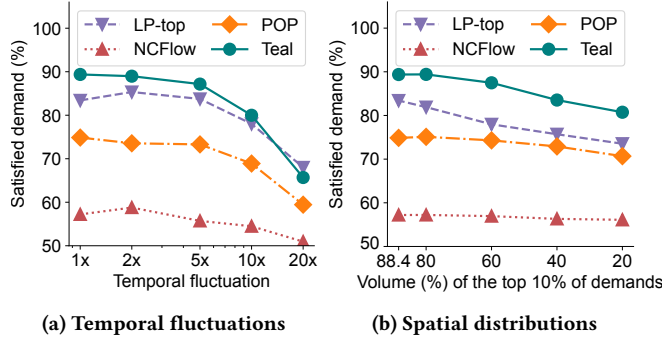 LP-top
POP
NCFlow
Teal
Satisfied demand (%)
100
90
80
70
60
50
1x
2x
5x
10x
20x
Temporal fluctuation
(a) Temporal fluctuations
LP-top
POP
NCFlow
Teal
Satisfied demand (%)
100
90
80
70
60
50
88.4 80
60
40
20
Volume (%) of the top 10% of demands
(b) Spatial distributions